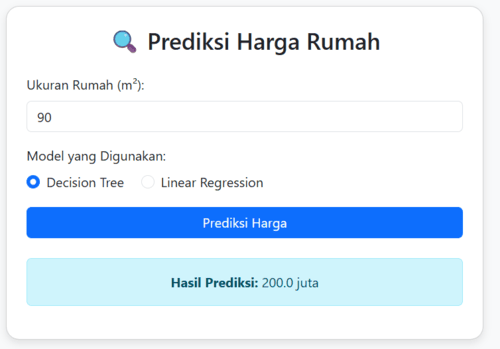 Prediksi Harga Rumah
Ukuran Rumah (m²):
90
Model yang Digunakan:
Decision Tree Linear Regression
Prediksi Harga
Hasil Prediksi: 200.0 juta